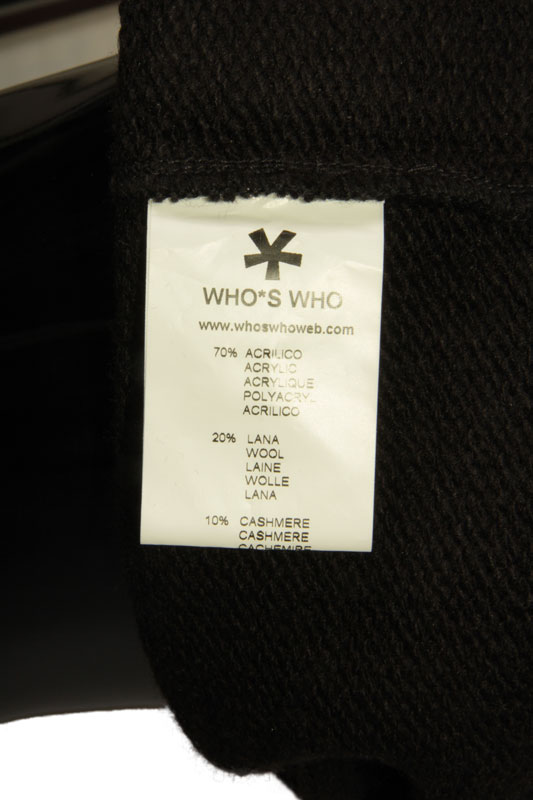 WHO*S WHO
www.whoswhoweb.com
70% ACRILICO
ACRYLIC
ACRYLIQUE
POLYACRYL
ACRILICO
20% LANA
WOOL
LAINE
WOLLE
LANA
10% CASHMERE
CASHMERE
CACHEMIRE